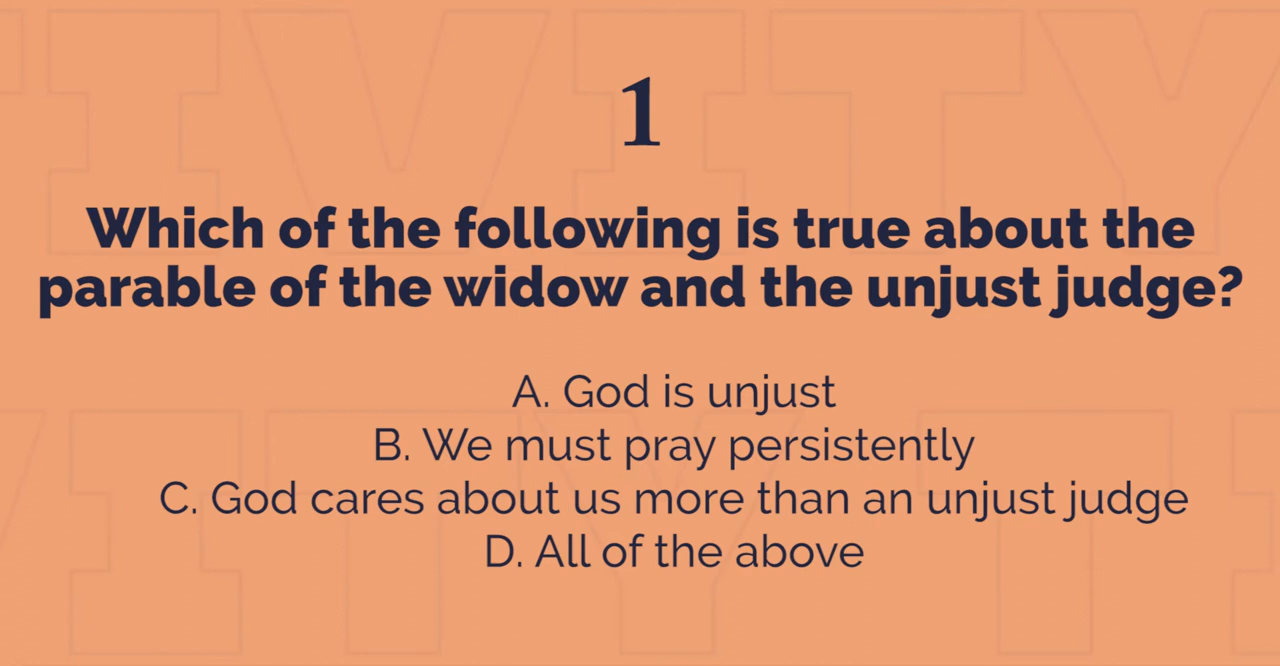 1
Which of the following is true about the
parable of the widow and the unjust judge?
A. God is unjust
B. We must pray persistently
C. God cares about us more than an unjust judge
D. All of the above